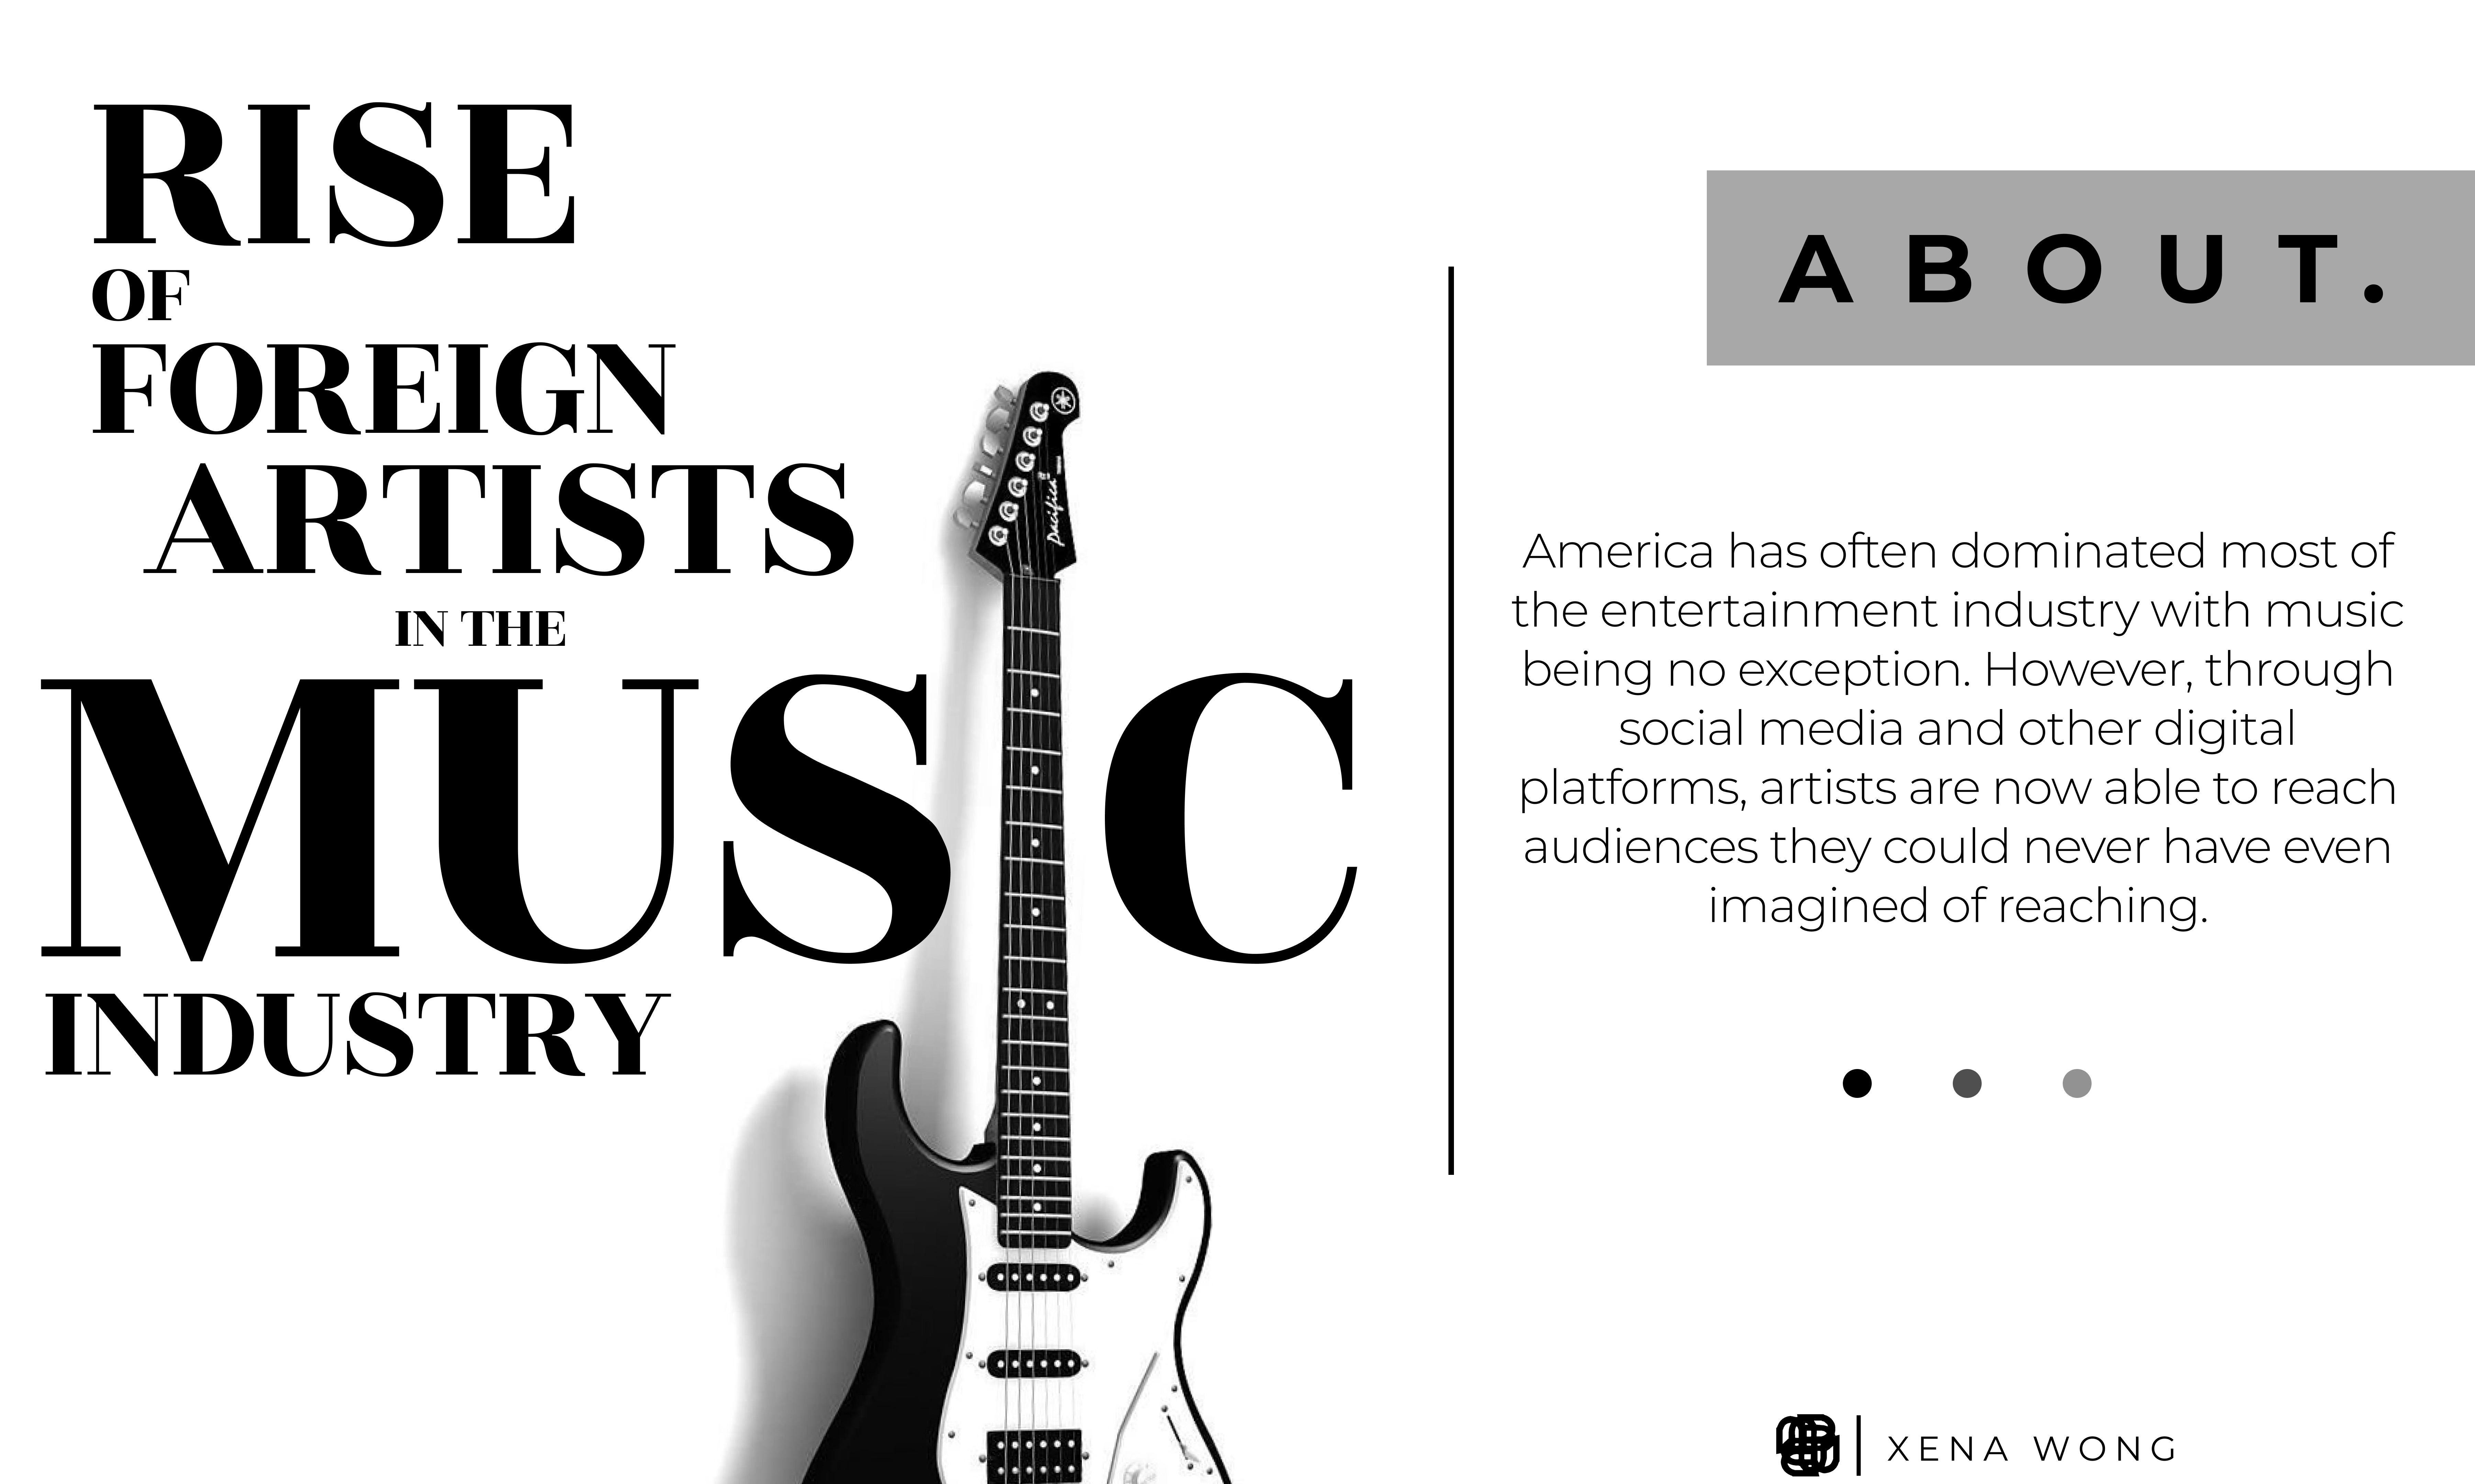 RISE
OF
FOREIGN
ARTISTS
IN THE
MUSIC
INDUSTRY
Pacifica
ABOUT.
America has often dominated most of
the entertainment industry with music
being no exception. However, through
social media and other digital
platforms, artists are now able to reach
audiences they could never have even
imagined of reaching.
XENA WONG